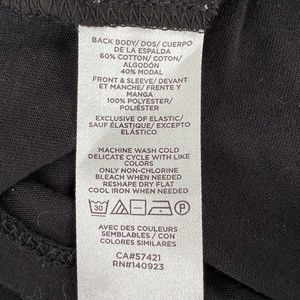 BACK BODY/DOS/ CUERPO
DE LA ESPALDA
60% COTTON/ COTON/
ALGODÓN
40% MODAL
FRONT & SLEEVE/ DEVANT
ET MANCHE/ FRENTE Y
MANGA
100% POLYESTER/
POLIÉSTER
EXCLUSIVE OF ELASTIC/
SAUF ÉLASTIQUE/ EXCEPTO
ELÁSTICO
MACHINE WASH COLD
DELICATE CYCLE WITH LIKE
COLORS
ONLY NON-CHLORINE
BLEACH WHEN NEEDED
RESHAPE DRY FLAT
COOL IRON WHEN NEEDED
30 P
AVEC DES COULEURS
SEMBLABLES / CON
COLORES SIMILARES
CA#57421
RN#140923